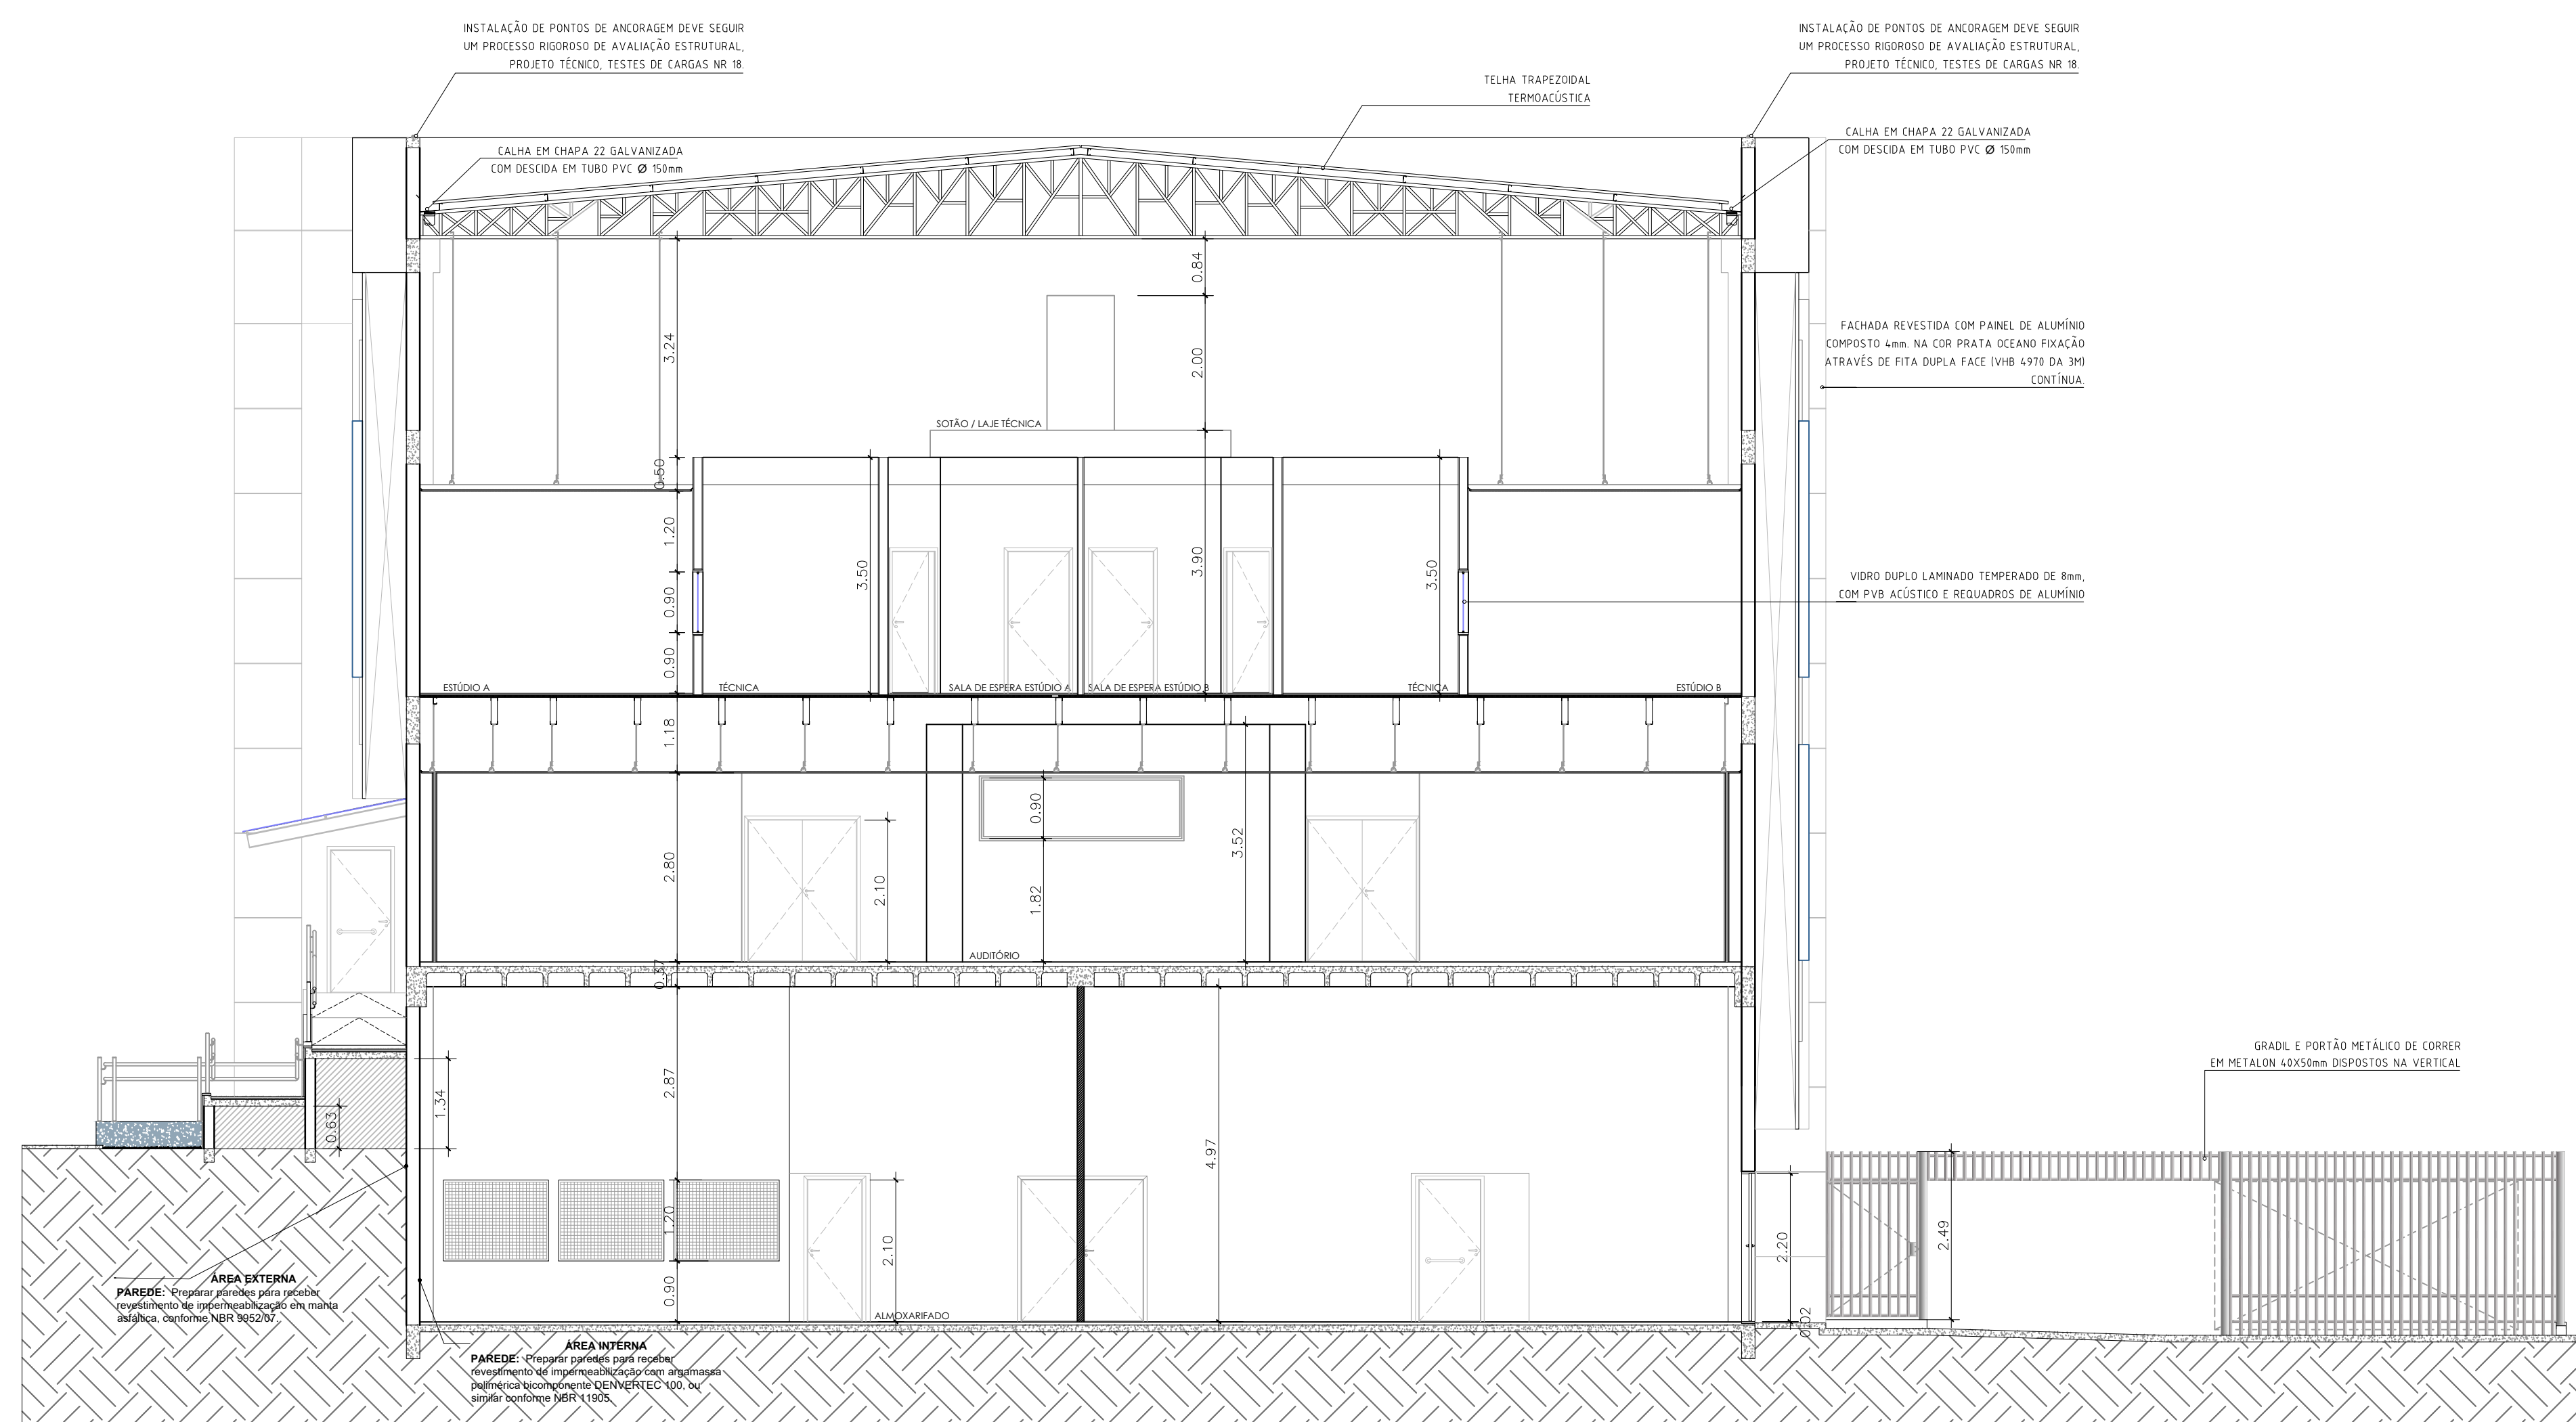 INSTALAÇÃO DE PONTOS DE ANCORAGEM DEVE SEGUIR
UM PROCESSO RIGOROSO DE AVALIAÇÃO ESTRUTURAL,
PROJETO TÉCNICO, TESTES DE CARGAS NR 18.
INSTALAÇÃO DE PONTOS DE ANCORAGEM DEVE SEGUIR
UM PROCESSO RIGOROSO DE AVALIAÇÃO ESTRUTURAL,
PROJETO TÉCNICO, TESTES DE CARGAS NR 18.
TELHA TRAPEZOIDAL
TERMOACÚSTICA
CALHA EM CHAPA 22 GALVANIZADA
COM DESCIDA EM TUBO PVC Ø 150mm
CALHA EM CHAPA 22 GALVANIZADA
COM DESCIDA EM TUBO PVC Ø 150mm
0.84
3.24
2.00
FACHADA REVESTIDA COM PAINEL DE ALUMÍNIO
COMPOSTO 4mm. NA COR PRATA OCEANO FIXAÇÃO
ATRAVÉS DE FITA DUPLA FACE (VHB 4970 DA 3M)
CONTÍNUA.
SOTÃO / LAJE TÉCNICA
0.50
1.20
0.90
0.90
3.50
3.90
3.50
VIDRO DUPLO LAMINADO TEMPERADO DE 8mm,
COM PVB ACÚSTICO E REQUADROS DE ALUMÍNIO
ESTÚDIO A
TÉCNICA
SALA DE ESPERA ESTÚDIO A
SALA DE ESPERA ESTÚDIO B
TÉCNICA
ESTÚDIO B
1.18
0.90
2.80
2.10
1.82
3.52
AUDITÓRIO
0.37
2.87
1.34
0.63
4.97
GRADIL E PORTÃO METÁLICO DE CORRER
EM METALON 40X50mm DISPOSTOS NA VERTICAL
1.20
2.10
0.90
2.20
2.49
0.02
ALMOXARIFADO
ÁREA EXTERNA
PAREDE: Preparar paredes para receber
revestimento de impermeabilização em manta
asfáltica, conforme NBR 9952/07.
ÁREA INTERNA
PAREDE: Preparar paredes para receber
revestimento de impermeabilização com argamassa
polimérica bicomponente DENVERTEC 100, ou
similar conforme NBR 11905.